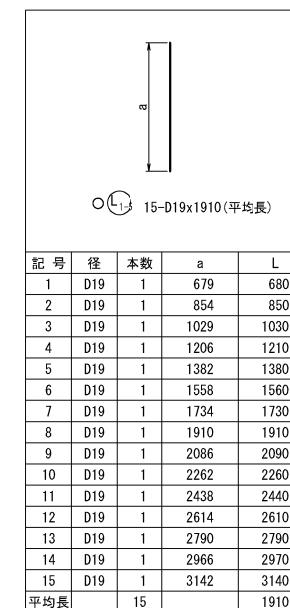 a
L1-5 15-D19x1910(平均長)
記 号 径 本数 a L
1 D19 1 679 680
2 D19 1 854 850
3 D19 1 1029 1030
4 D19 1 1206 1210
5 D19 1 1382 1380
6 D19 1 1558 1560
7 D19 1 1734 1730
8 D19 1 1910 1910
9 D19 1 2086 2090
10 D19 1 2262 2260
11 D19 1 2438 2440
12 D19 1 2614 2610
13 D19 1 2790 2790
14 D19 1 2966 2970
15 D19 1 3142 3140
平均長 15 1910